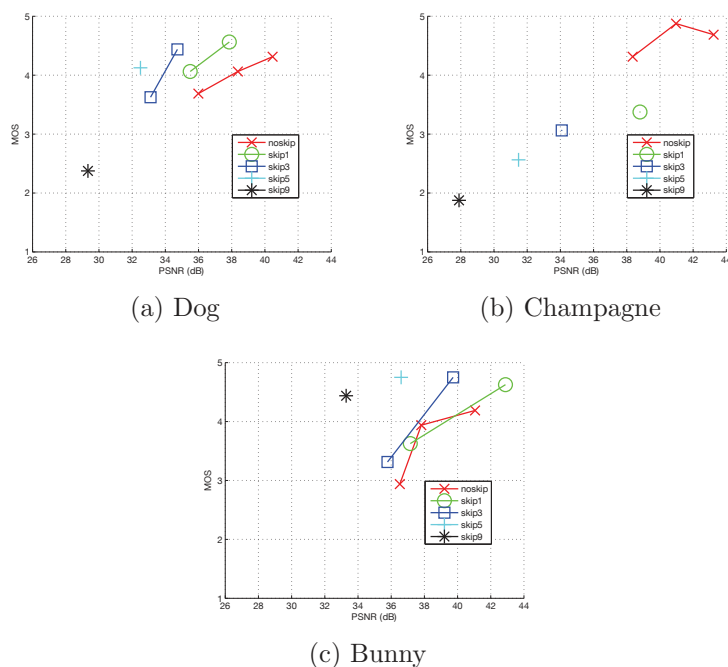 5
4
3
2
1
MOS
26 28 30 32 34 36 38 40 42 44
PSNR (dB)
noskip
skip1
skip3
skip5
skip9
(a) Dog
5
4
3
2
1
MOS
26 28 30 32 34 36 38 40 42 44
PSNR (dB)
noskip
skip1
skip3
skip5
skip9
(b) Champagne
5
4
3
2
1
MOS
26 28 30 32 34 36 38 40 42 44
PSNR (dB)
noskip
skip1
skip3
skip5
skip9
(c) Bunny